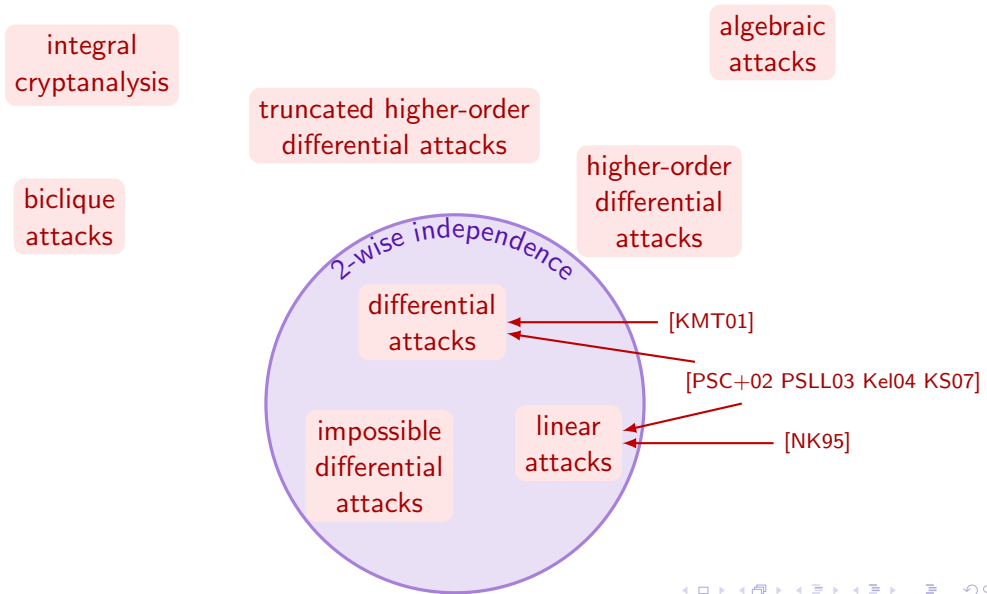 integral
cryptanalysis
algebraic
attacks
truncated higher-order
differential attacks
higher-order
differential
attacks
biclique
attacks
2-wise independence
differential
attacks
[KMT01]
[PSC+02 PSLL03 Kel04 KS07]
impossible
differential
attacks
linear
attacks
[NK95]